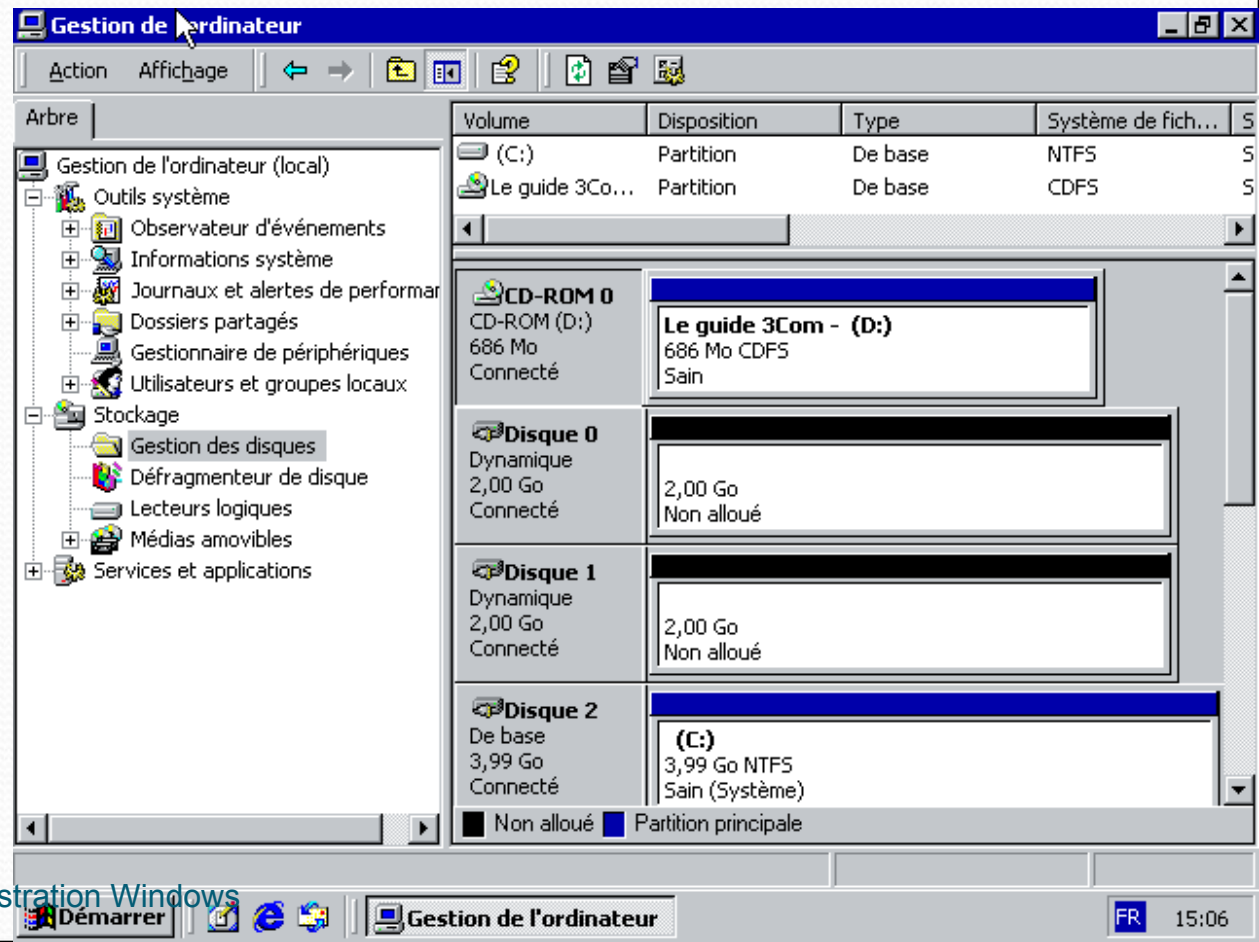 Gestion de l'ordinateur
Action Affichage
Arbre
Gestion de l'ordinateur (local)
Outils système
Observateur d'événements
Informations système
Journaux et alertes de performar
Dossiers partagés
Gestionnaire de périphériques
Utilisateurs et groupes locaux
Stockage
Gestion des disques
Défragmenteur de disque
Lecteurs logiques
Médias amovibles
Services et applications
Volume Disposition Type Système de fich... S
(C:) Partition De base NTFS S
Le guide 3Co... Partition De base CDFS S
CD-ROM 0
CD-ROM (D:)
686 Mo
Connecté
Le guide 3Com - (D:)
686 Mo CDFS
Sain
Disque 0
Dynamique
2,00 Go
Connecté
2,00 Go
Non alloué
Disque 1
Dynamique
2,00 Go
Connecté
2,00 Go
Non alloué
Disque 2
De base
3,99 Go
Connecté
(C:)
3,99 Go NTFS
Sain (Système)
Non alloué Partition principale
stration Windows
Démarrer Gestion de l'ordinateur FR 15:06